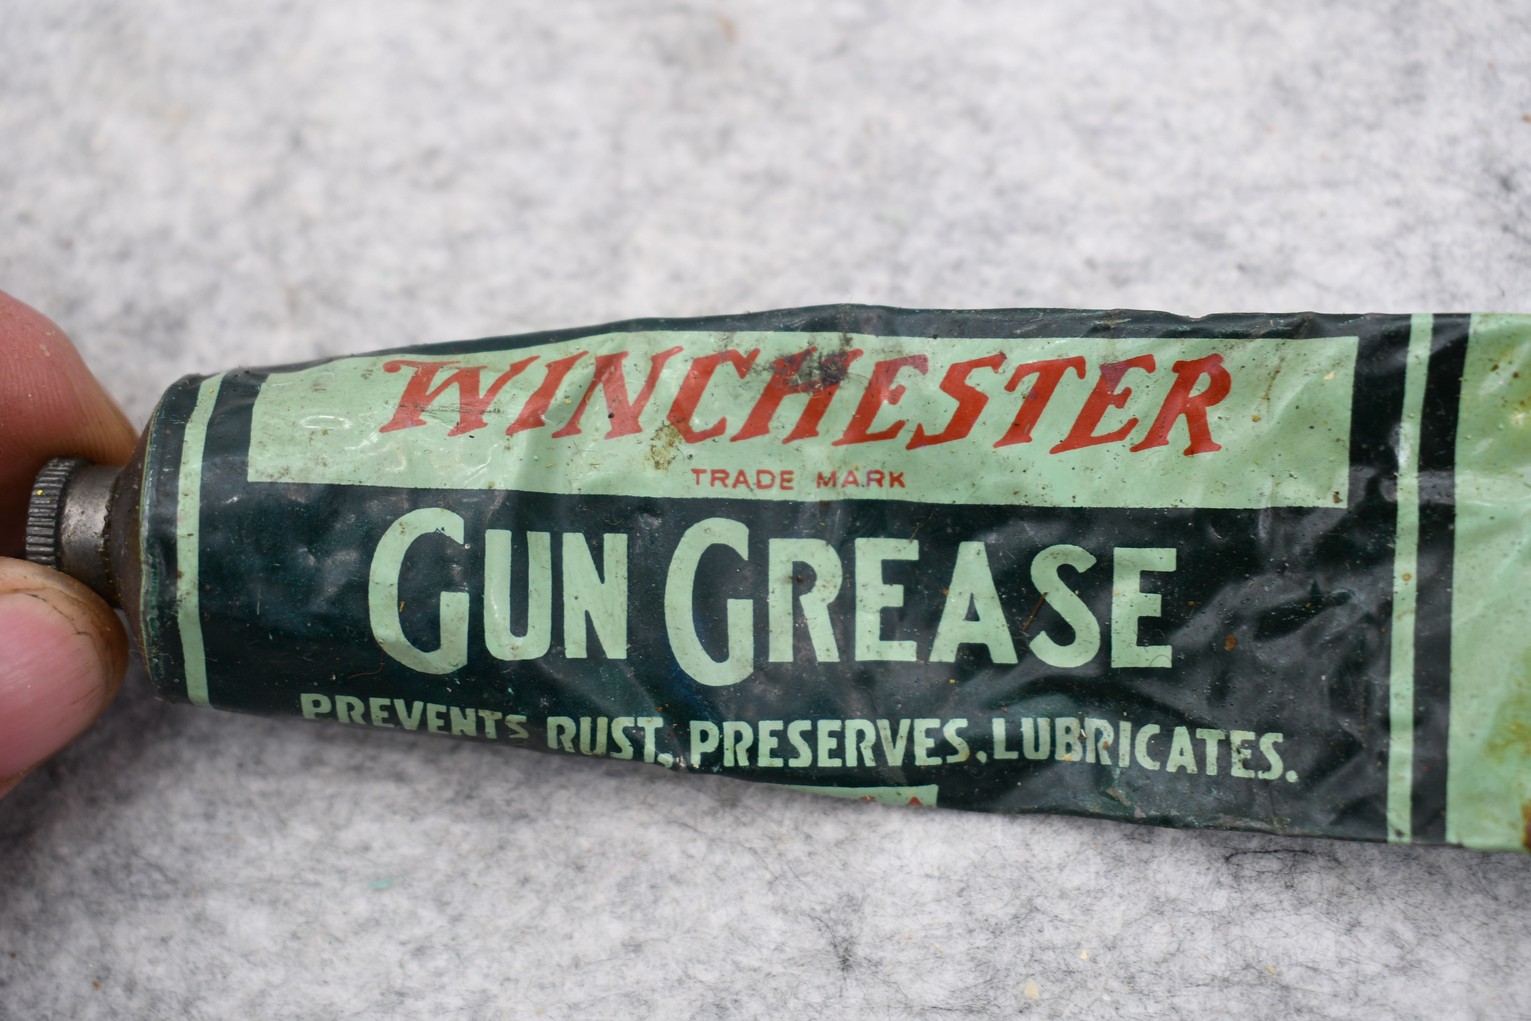 WINCHESTER
TRADE MARK
GUN GREASE
PREVENTS RUST, PRESERVES, LUBRICATES.